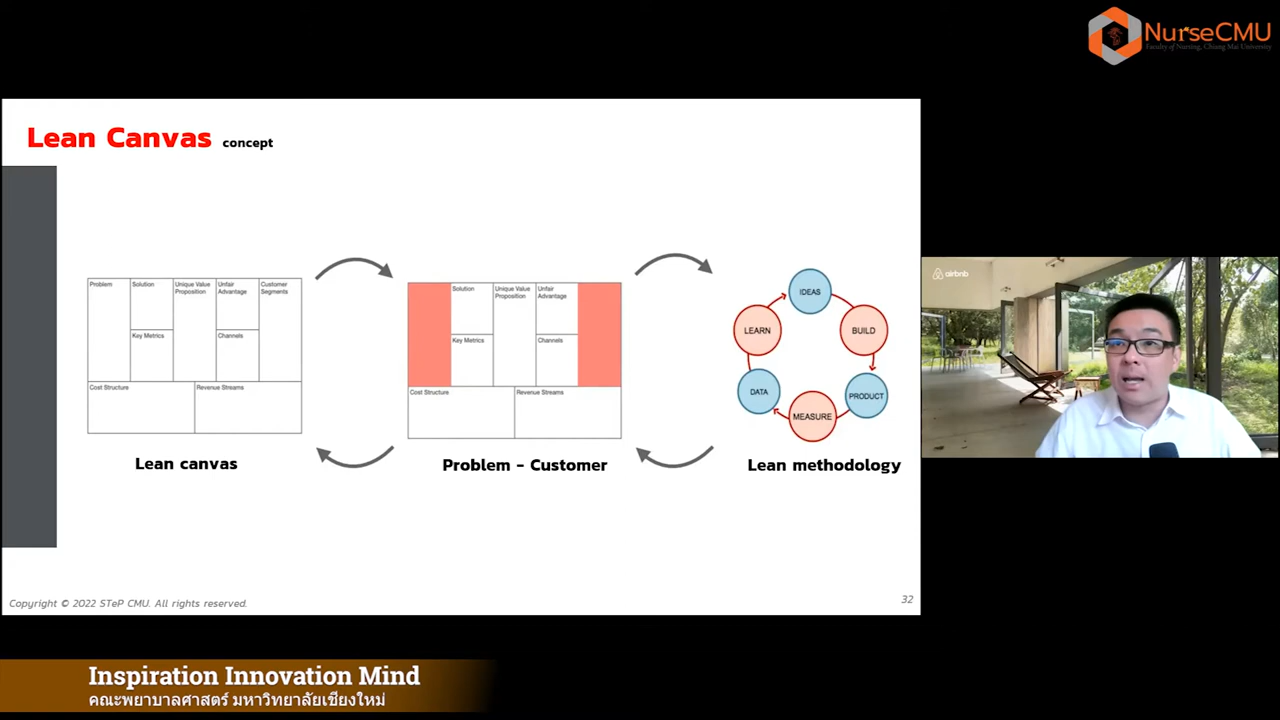 NurseCMU
Faculty of Nursing, Chiang Mai University
Lean Canvas concept
Problem
Solution
Unique Value
Proposition
Unfair
Advantage
Customer
Segments
Key Metrics
Channels
Cost Structure
Revenue Streams
Lean canvas
Solution
Unique Value
Proposition
Unfair
Advantage
Key Metrics
Channels
Cost Structure
Revenue Streams
Problem - Customer
IDEAS
LEARN
BUILD
DATA
PRODUCT
MEASURE
Lean methodology
airbnb
Copyright © 2022 STeP CMU. All rights reserved.
32
Inspiration Innovation Mind
คณะพยาบาลศาสตร์ มหาวิทยาลัยเชียงใหม่